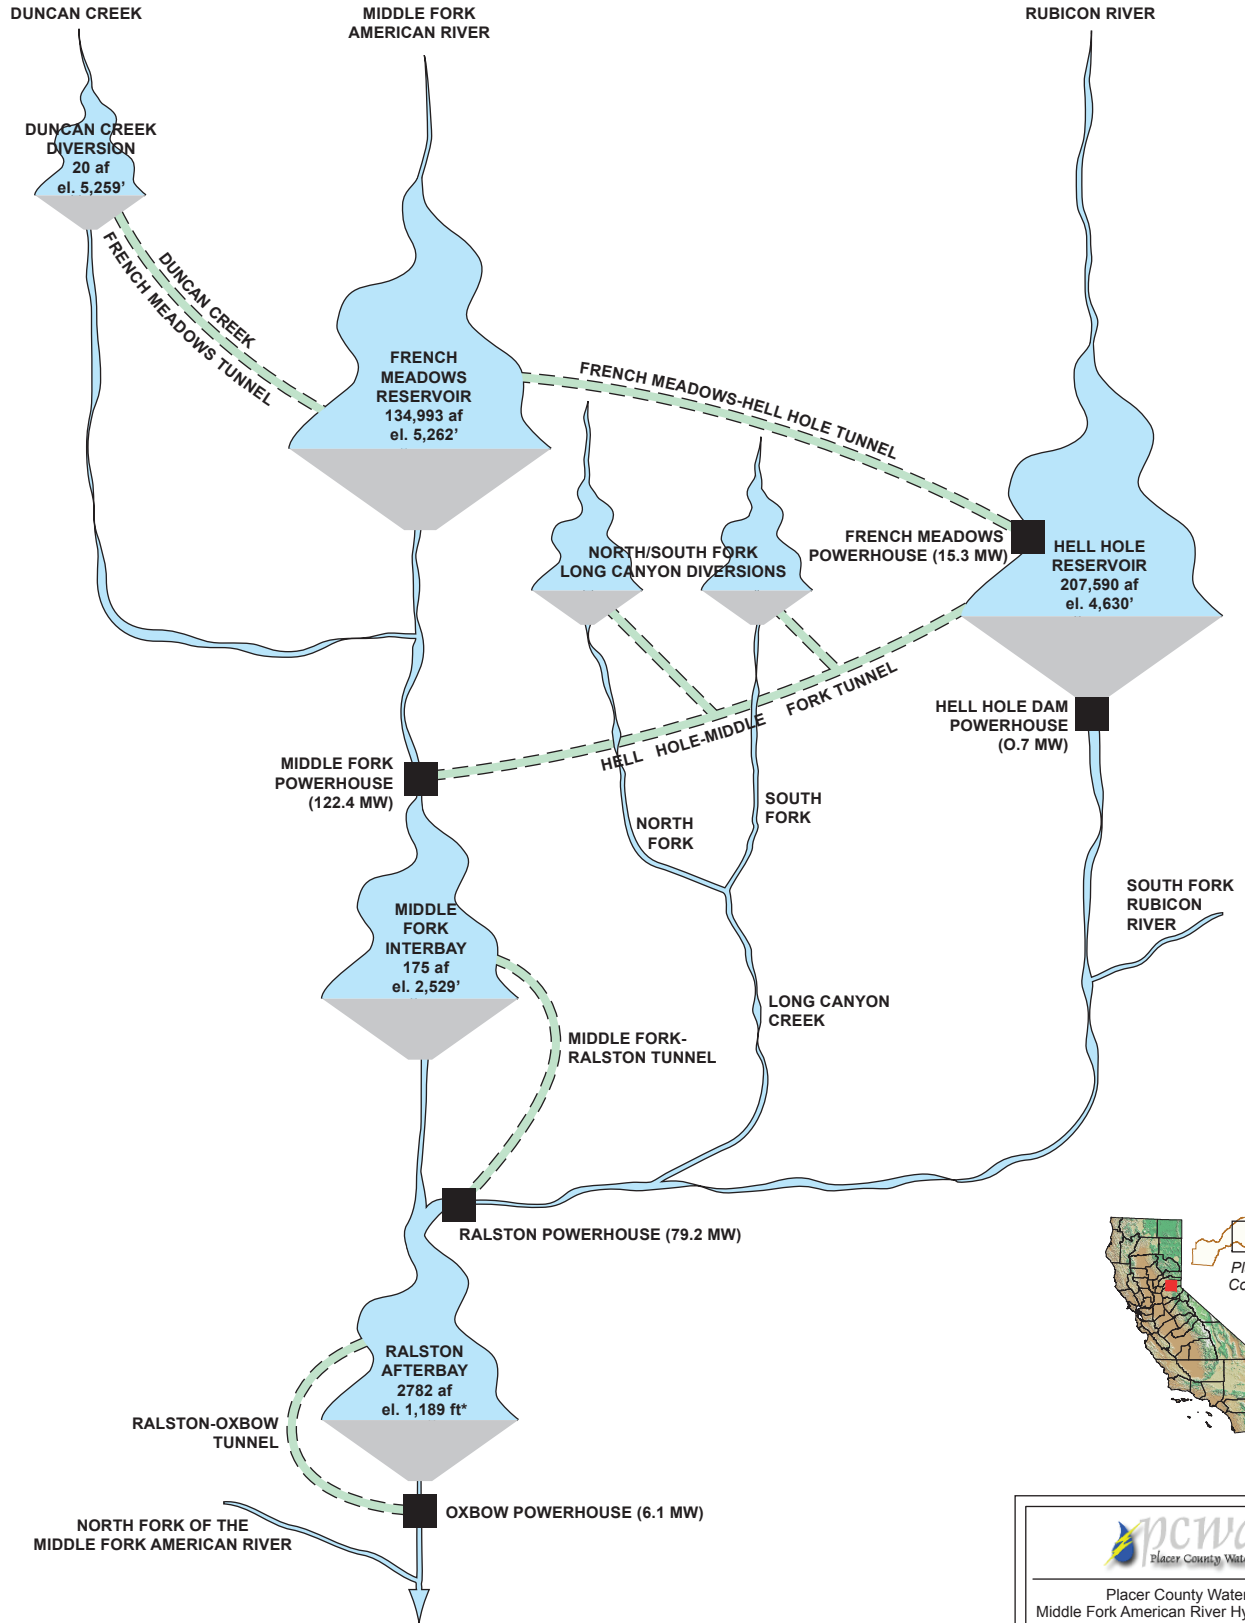 DUNCAN CREEK
MIDDLE FORK
AMERICAN RIVER
RUBICON RIVER
DUNCAN CREEK
DIVERSION
20 af
el. 5,259’
DUNCAN CREEK
FRENCH MEADOWS TUNNEL
FRENCH
MEADOWS
RESERVOIR
134,993 af
el. 5,262’
FRENCH MEADOWS-HELL HOLE TUNNEL
NORTH/SOUTH FORK
LONG CANYON DIVERSIONS
FRENCH MEADOWS
POWERHOUSE (15.3 MW)
HELL HOLE
RESERVOIR
207,590 af
el. 4,630’
HELL HOLE-MIDDLE FORK TUNNEL
HELL HOLE DAM
POWERHOUSE
(O.7 MW)
MIDDLE FORK
POWERHOUSE
(122.4 MW)
NORTH
FORK
SOUTH
FORK
SOUTH FORK
RUBICON
RIVER
MIDDLE
FORK
INTERBAY
175 af
el. 2,529’
LONG CANYON
CREEK
MIDDLE FORK-
RALSTON TUNNEL
RALSTON POWERHOUSE (79.2 MW)
RALSTON
AFTERBAY
2782 af
el. 1,189 ft*
RALSTON-OXBOW
TUNNEL
OXBOW POWERHOUSE (6.1 MW)
NORTH FORK OF THE
MIDDLE FORK AMERICAN RIVER
Pl
Co
pcwa
Placer County Wate
Placer County Water
Middle Fork American River Hy